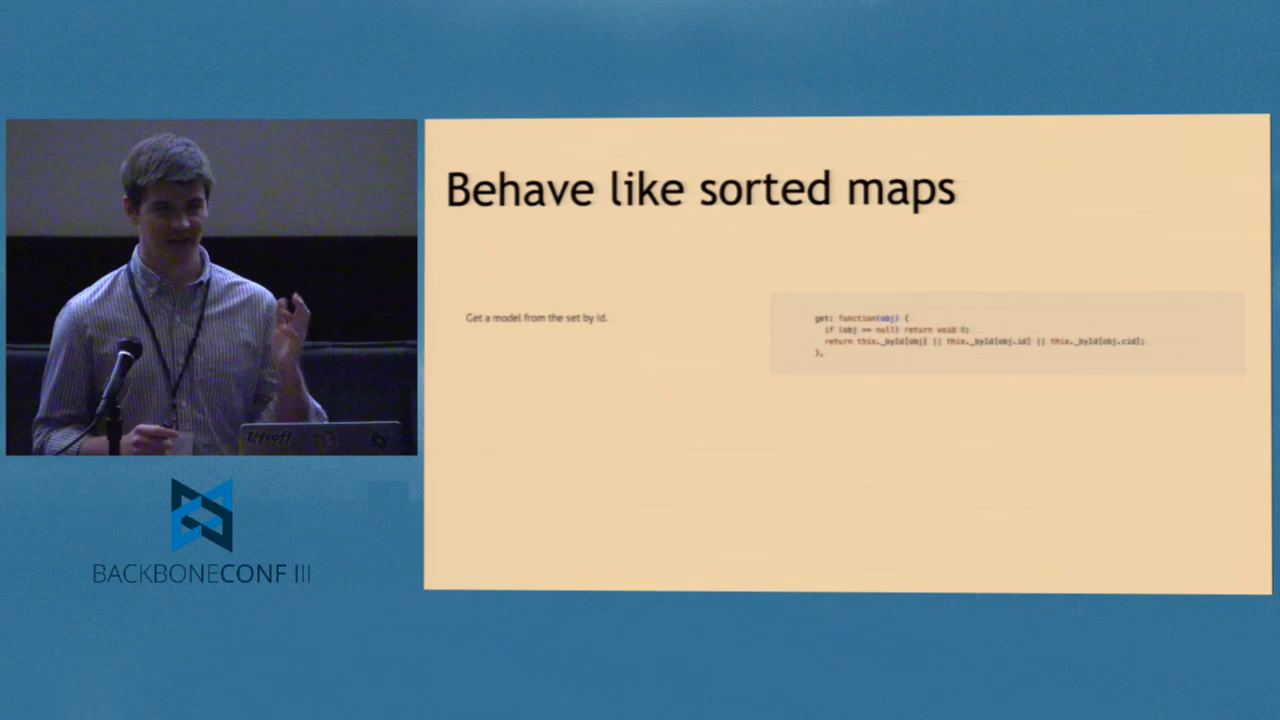 Behave like sorted maps
Get a model from the set by id.
get: function(obj) {
if (obj == null) return void 0;
return this._byId[obj] || this._byId[obj.id] || this._byId[obj.cid];
},
Liftoff
BACKBONECONF III